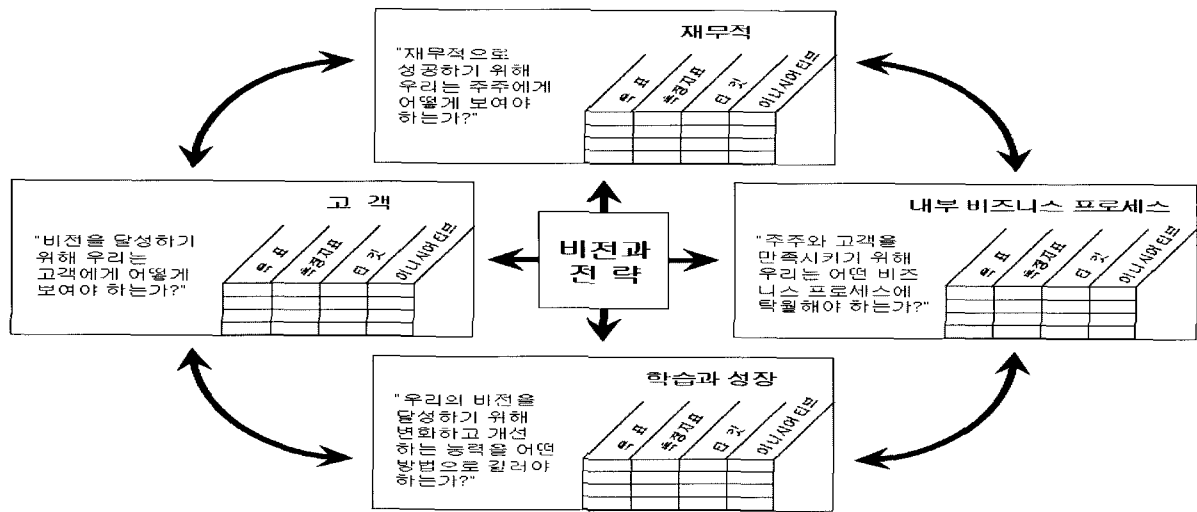 재무적
"재무적으로
성공하기 위해
우리는 주주에게
어떻게 보여야
하는가?"
목 표
측정지표
타 깃
이니시어티브
고 객
"비전을 달성하기
위해 우리는
고객에게 어떻게
보여야 하는가?"
목 표
측정지표
타 깃
이니시어티브
비전과
전 략
내부 비즈니스 프로세스
"주주와 고객을
만족시키기 위해
우리는 어떤 비즈
니스 프로세스에
탁월해야 하는가?"
목 표
측정지표
타 깃
이니시어티브
학습과 성장
"우리의 비전을
달성하기 위해
변화하고 개선
하는 능력을 어떤
방법으로 길러야
하는가?"
목 표
측정지표
타 깃
이니시어티브